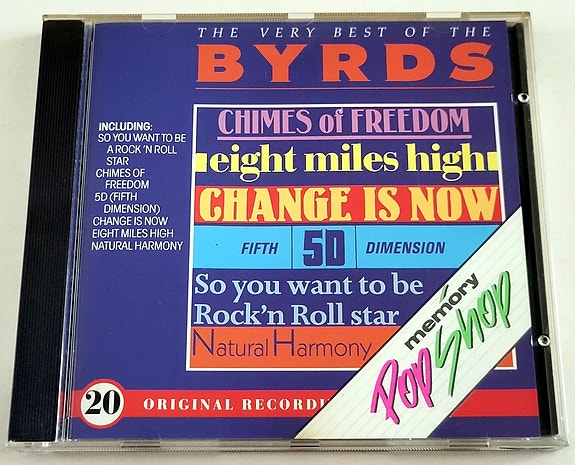 THE VERY BEST OF THE
BYRDS
INCLUDING:
SO YOU WANT TO BE
A ROCK 'N ROLL
STAR
CHIMES OF
FREEDOM
5D (FIFTH
DIMENSION)
CHANGE IS NOW
EIGHT MILES HIGH
NATURAL HARMONY
CHIMES of FREEDOM
eight miles high
CHANGE IS NOW
FIFTH 5D DIMENSION
So you want to be
Rock'n Roll star
Natural Harmony
memory
Pop Shop
20 ORIGINAL RECORDI